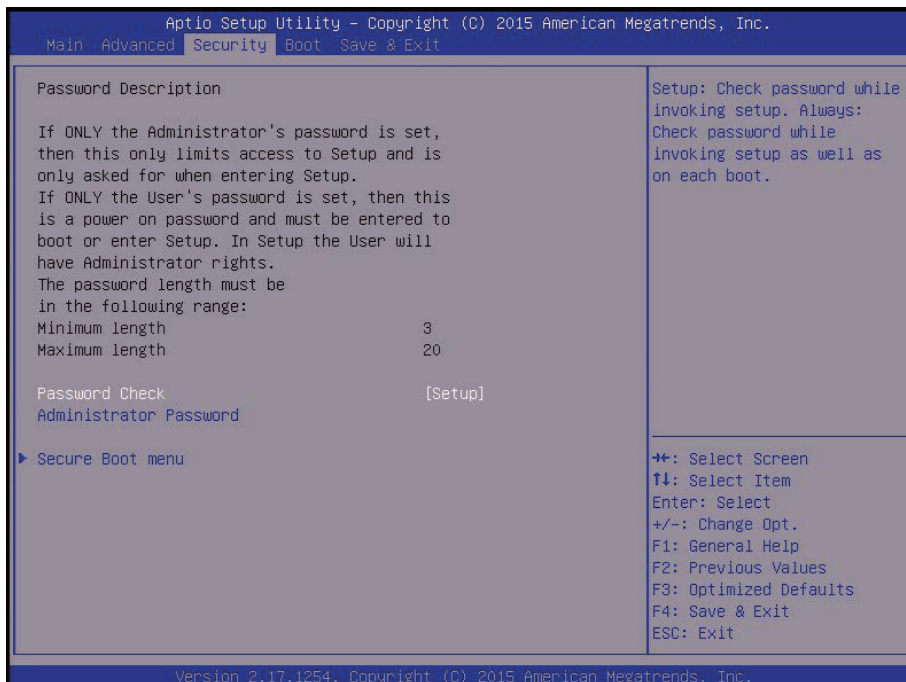 Aptio Setup Utility – Copyright (C) 2015 American Megatrends, Inc.
Main Advanced Security Boot Save & Exit
Password Description
If ONLY the Administrator's password is set,
then this only limits access to Setup and is
only asked for when entering Setup.
If ONLY the User's password is set, then this
is a power on password and must be entered to
boot or enter Setup. In Setup the User will
have Administrator rights.
The password length must be
in the following range:
Minimum length 3
Maximum length 20
Password Check [Setup]
Administrator Password
Secure Boot menu
Setup: Check password while
invoking setup. Always:
Check password while
invoking setup as well as
on each boot.
→←: Select Screen
↑↓: Select Item
Enter: Select
+/-: Change Opt.
F1: General Help
F2: Previous Values
F3: Optimized Defaults
F4: Save & Exit
ESC: Exit
Version 2.17.1254. Copyright (C) 2015 American Megatrends, Inc.